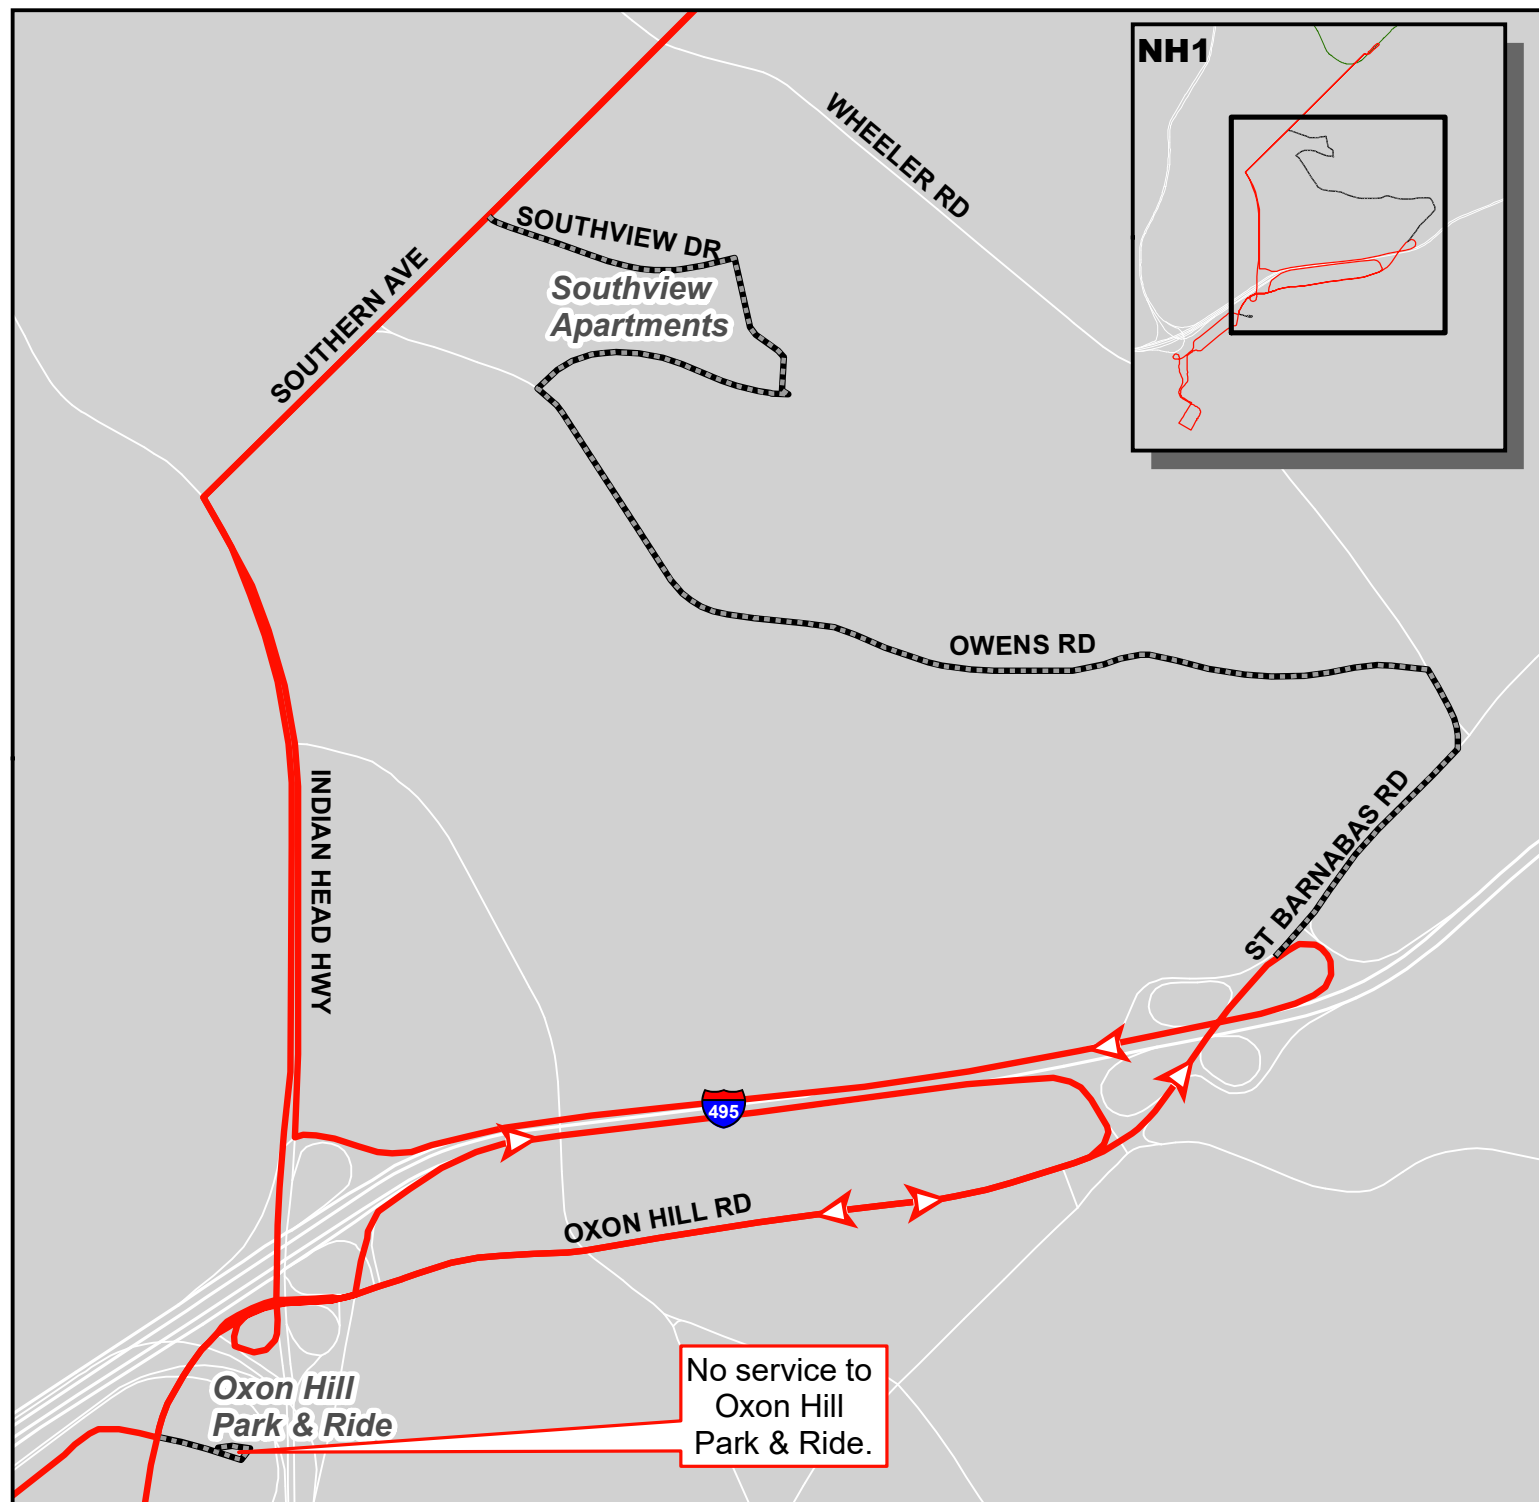 NH1
WHEELER RD
SOUTHVIEW DR
Southview
Apartments
SOUTHERN AVE
OWENS RD
INDIAN HEAD HWY
ST BARNABAS RD
495
OXON HILL RD
Oxon Hill
Park & Ride
No service to
Oxon Hill
Park & Ride.